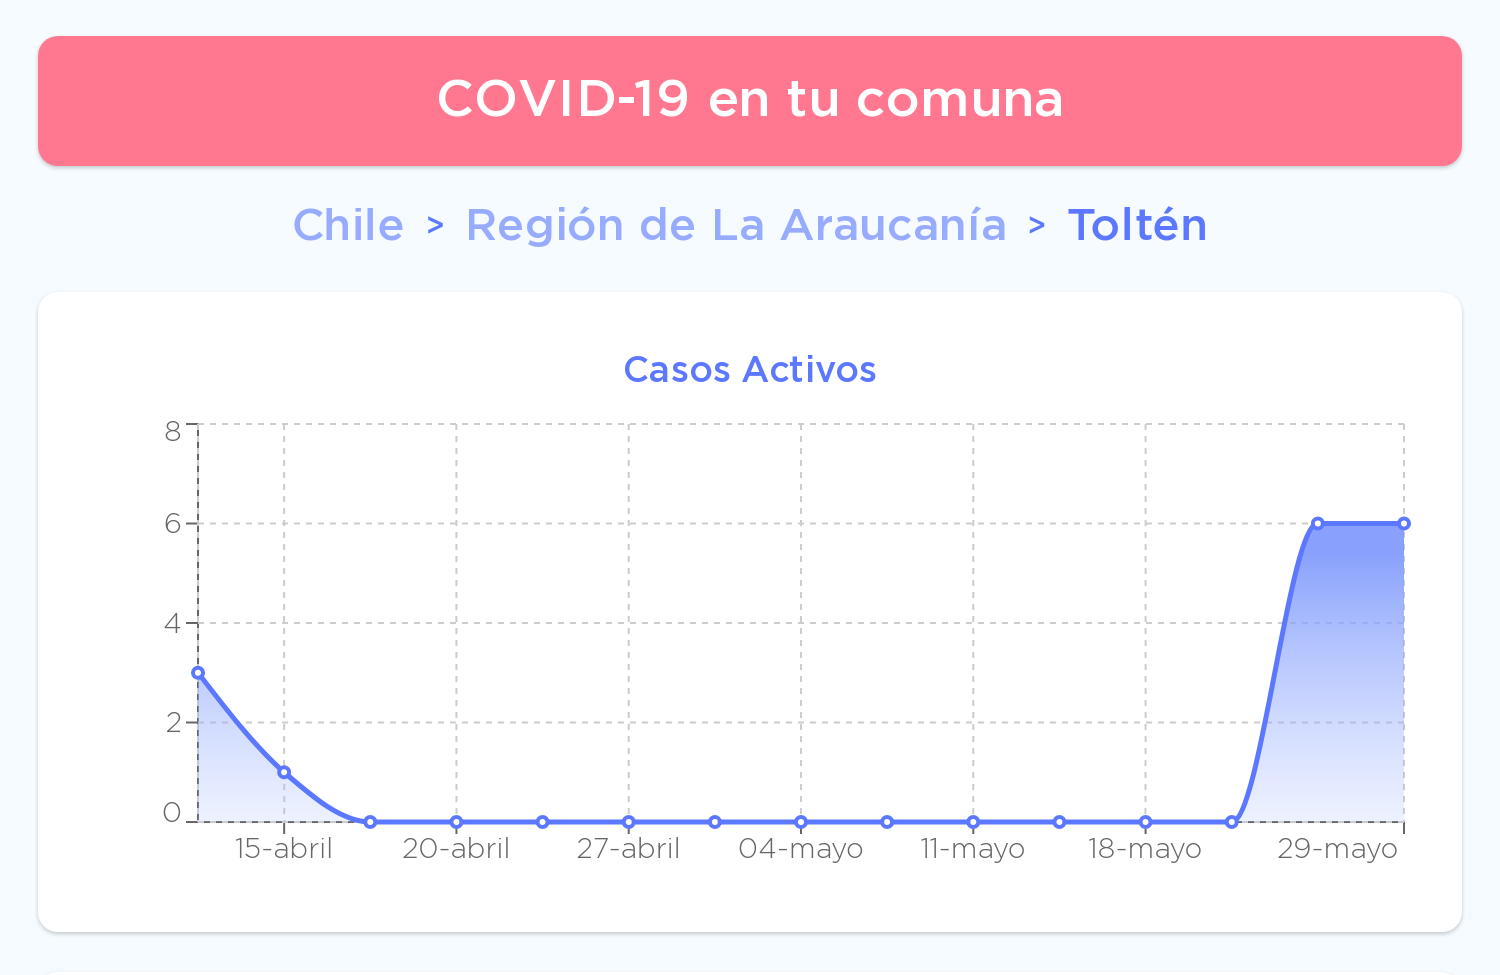 COVID-19 en tu comuna
Chile > Región de La Araucanía > Toltén
Casos Activos
8
6
4
2
0
15-abril 20-abril 27-abril 04-mayo 11-mayo 18-mayo 29-mayo